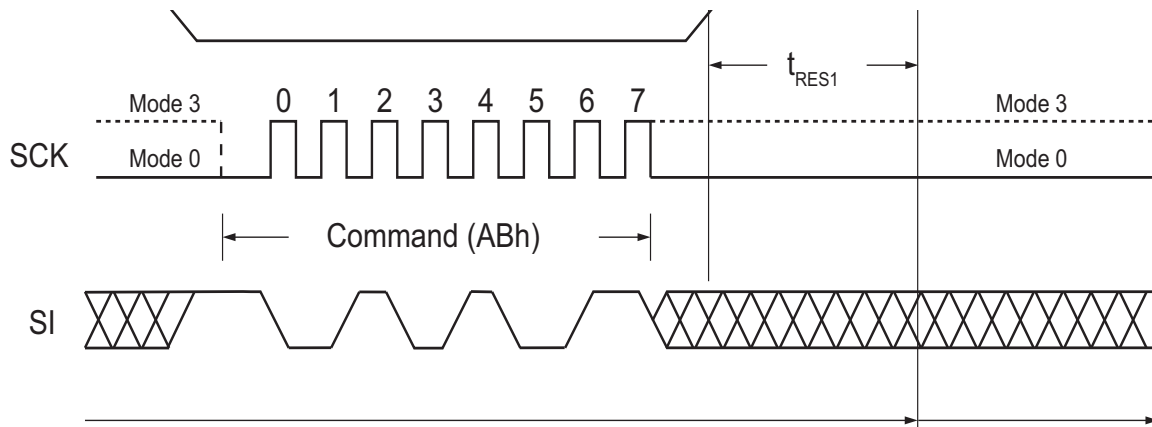 tRES1
Mode 3 0 1 2 3 4 5 6 7 Mode 3
SCK
Mode 0 Mode 0
Command (ABh)
SI